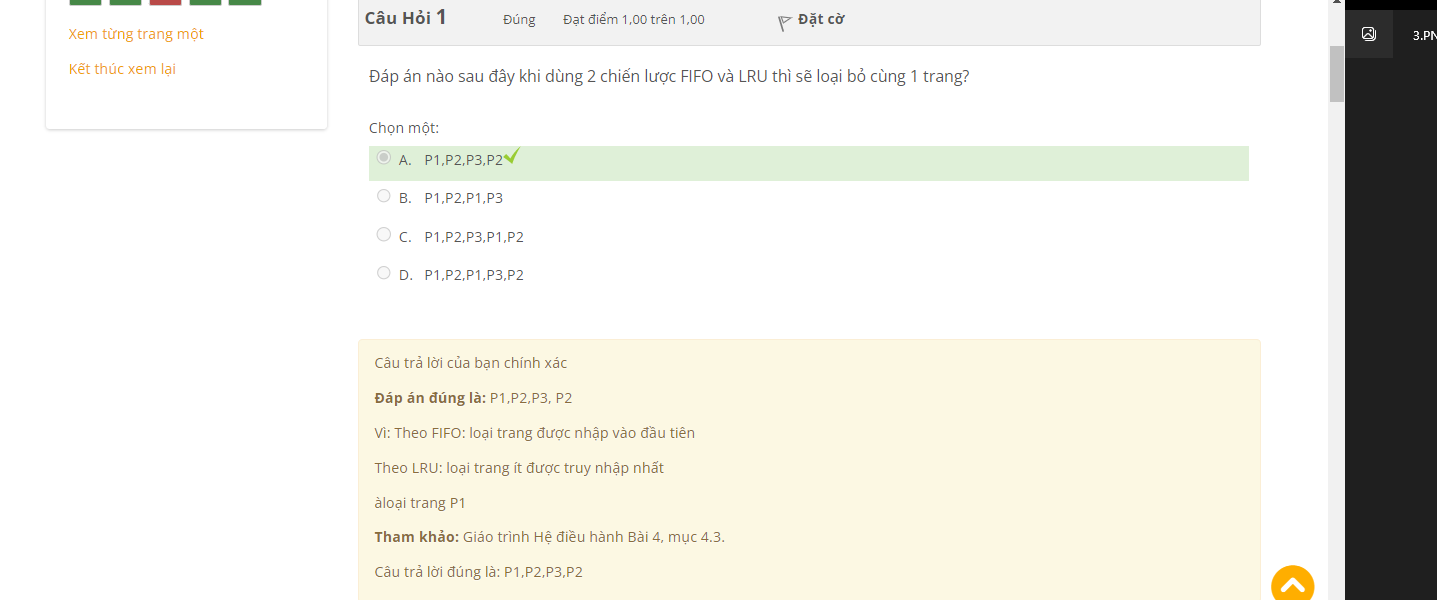 Xem từng trang một
Kết thúc xem lại
Câu Hỏi 1 Đúng Đạt điểm 1,00 trên 1,00 Đặt cờ
Đáp án nào sau đây khi dùng 2 chiến lược FIFO và LRU thì sẽ loại bỏ cùng 1 trang?
Chọn một:
A. P1,P2,P3,P2
B. P1,P2,P1,P3
C. P1,P2,P3,P1,P2
D. P1,P2,P1,P3,P2
Câu trả lời của bạn chính xác
Đáp án đúng là: P1,P2,P3, P2
Vì: Theo FIFO: loại trang được nhập vào đầu tiên
Theo LRU: loại trang ít được truy nhập nhất
àloại trang P1
Tham khảo: Giáo trình Hệ điều hành Bài 4, mục 4.3.
Câu trả lời đúng là: P1,P2,P3,P2
3.PN